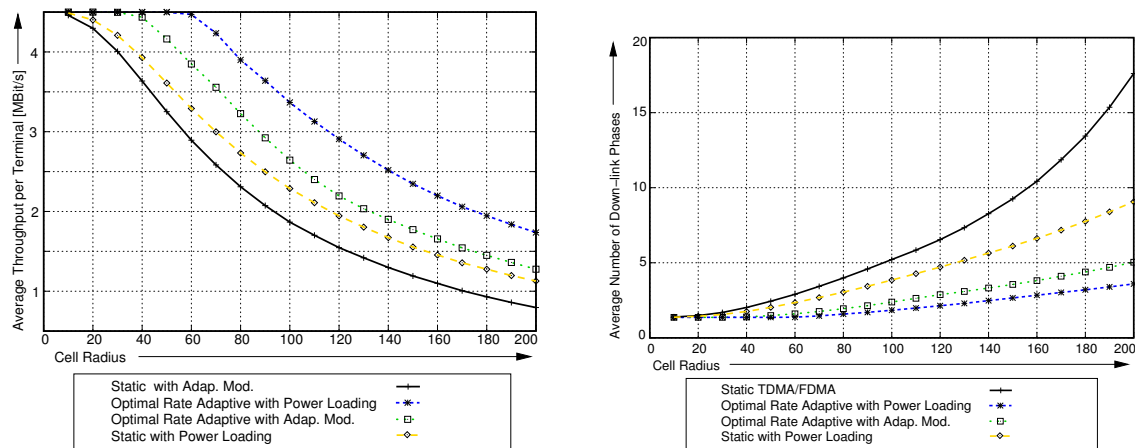 Average Throughput per Terminal [MBit/s]
4
3
2
1
0 20 40 60 80 100 120 140 160 180 200
Cell Radius
Static with Adap. Mod.
Optimal Rate Adaptive with Power Loading
Optimal Rate Adaptive with Adap. Mod.
Static with Power Loading
Average Number of Down-link Phases
20
15
10
5
0
0 20 40 60 80 100 120 140 160 180 200
Cell Radius
Static TDMA/FDMA
Optimal Rate Adaptive with Power Loading
Optimal Rate Adaptive with Adap. Mod.
Static with Power Loading